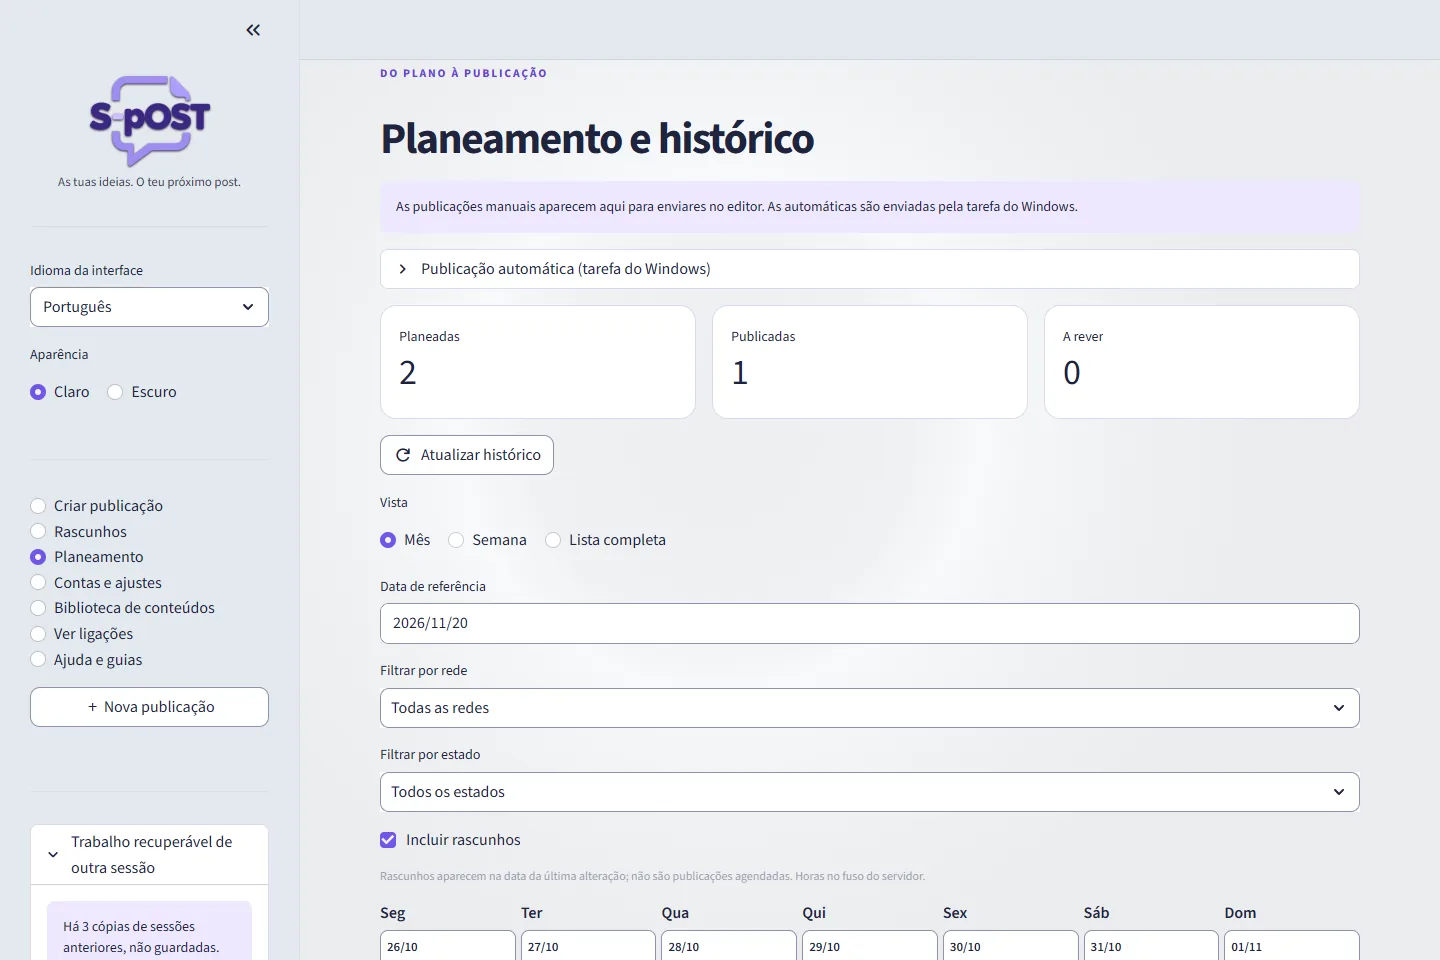 S-pOST
As tuas ideias. O teu próximo post.
Idioma da interface
Português
Aparência
Claro
Escuro
Criar publicação
Rascunhos
Planeamento
Contas e ajustes
Biblioteca de conteúdos
Ver ligações
Ajuda e guias
+ Nova publicação
Trabalho recuperável de
outra sessão
Há 3 cópias de sessões
anteriores, não guardadas.
DO PLANO À PUBLICAÇÃO
Planeamento e histórico
As publicações manuais aparecem aqui para enviares no editor. As automáticas são enviadas pela tarefa do Windows.
Publicação automática (tarefa do Windows)
Planeadas
2
Publicadas
1
A rever
0
Atualizar histórico
Vista
Mês
Semana
Lista completa
Data de referência
2026/11/20
Filtrar por rede
Todas as redes
Filtrar por estado
Todos os estados
Incluir rascunhos
Rascunhos aparecem na data da última alteração; não são publicações agendadas. Horas no fuso do servidor.
Seg Ter Qua Qui Sex Sáb Dom
26/10 27/10 28/10 29/10 30/10 31/10 01/11